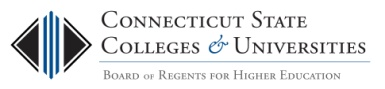 Connecticut State
Colleges & Universities
Board of Regents for Higher Education